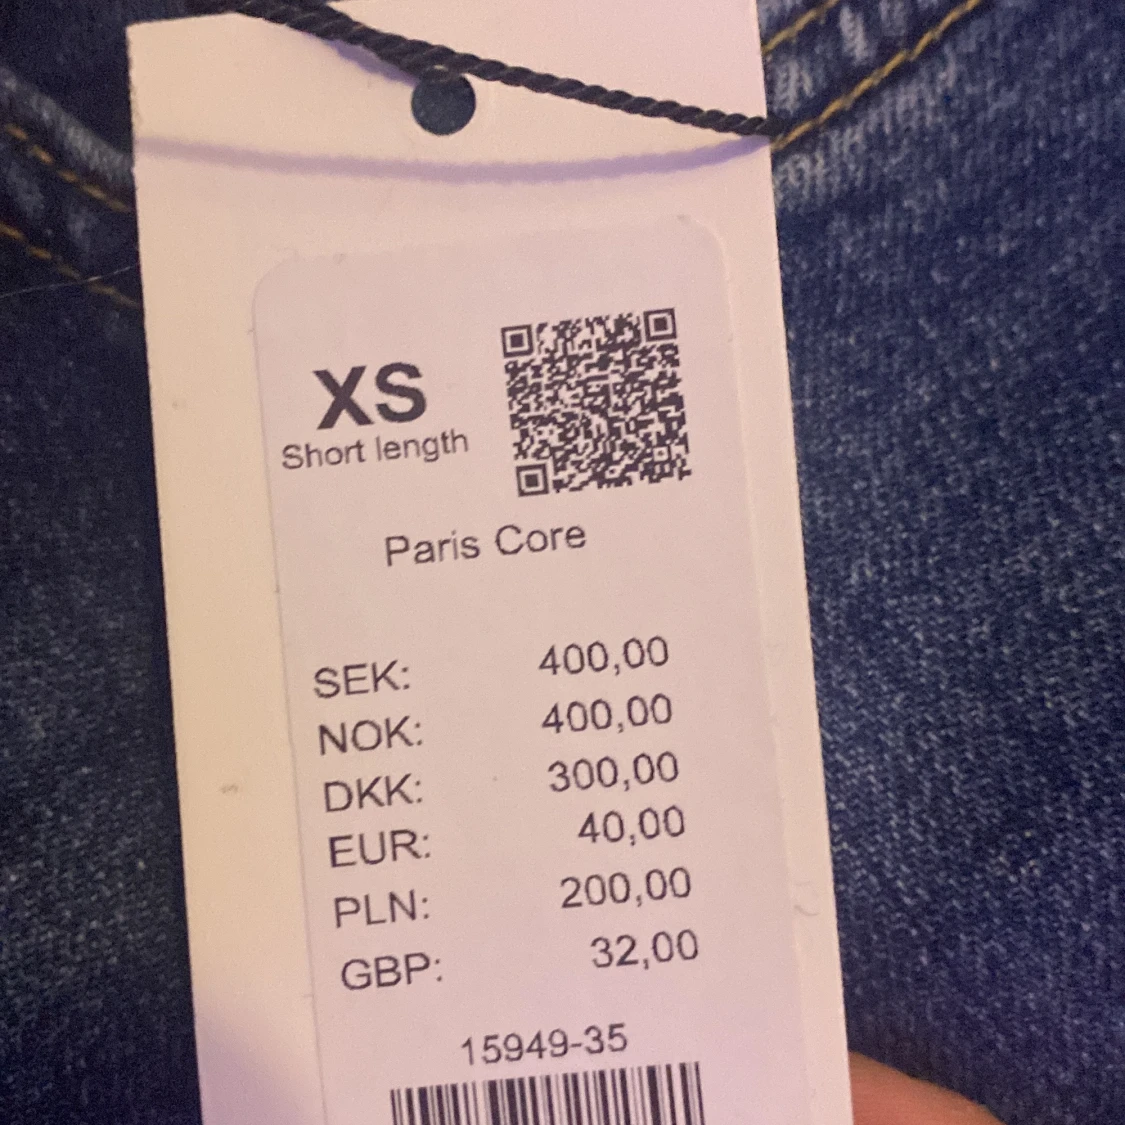 XS
Short length
Paris Core
SEK: 400,00
NOK: 400,00
DKK: 300,00
EUR: 40,00
PLN: 200,00
GBP: 32,00
15949-35